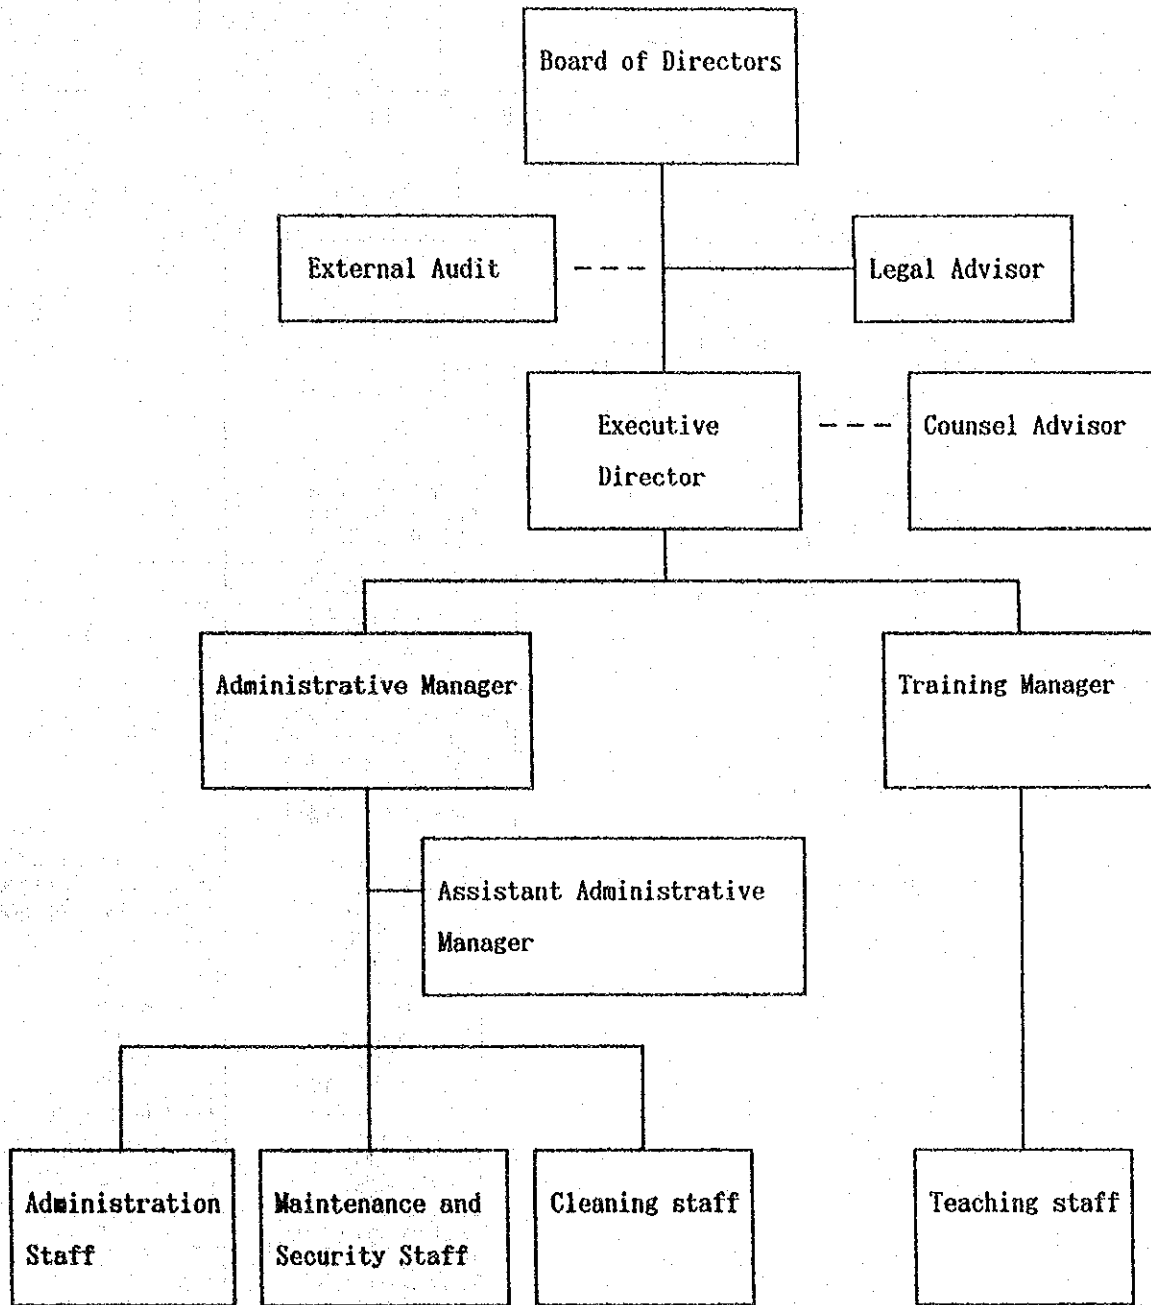 Board of Directors
External Audit
Legal Advisor
Executive
Director
Counsel Advisor
Administrative Manager
Training Manager
Assistant Administrative
Manager
Administration
Staff
Maintenance and
Security Staff
Cleaning staff
Teaching staff